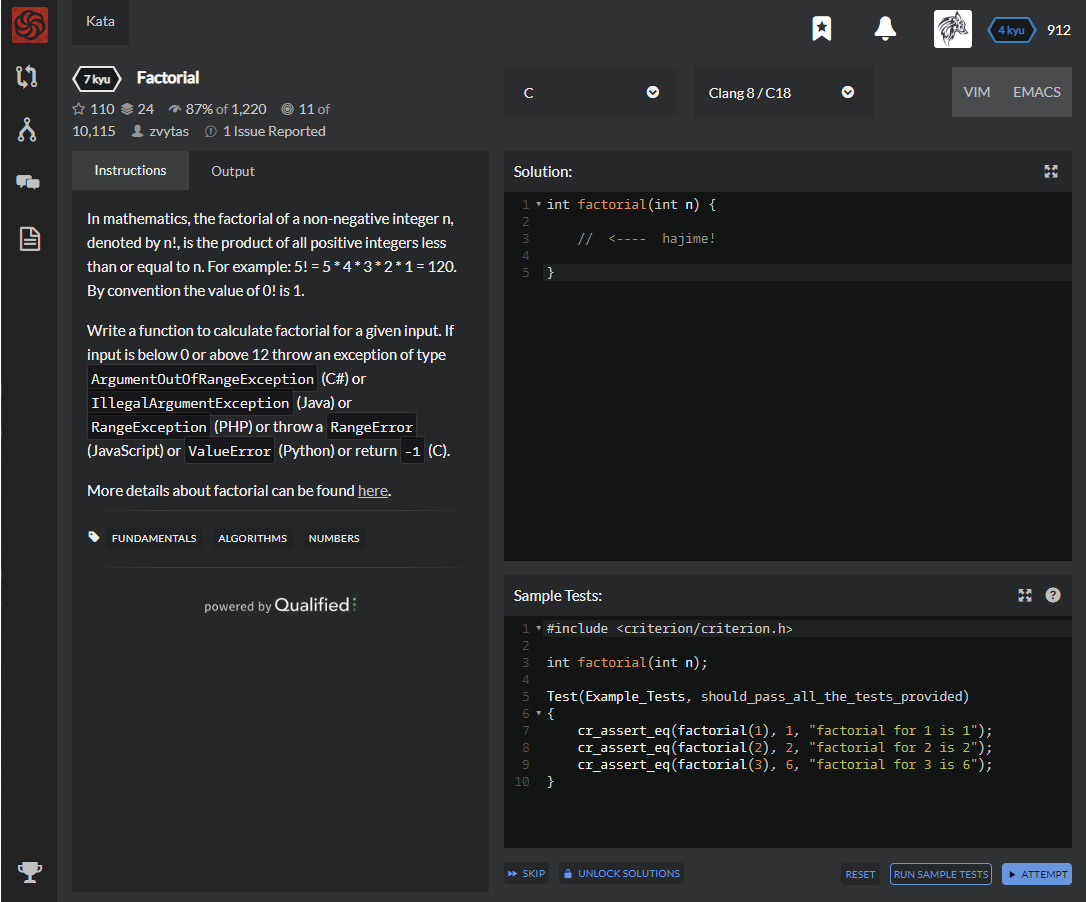 Kata
4 kyu 912
7 kyu Factorial
110 24 87% of 1,220 11 of
10,115 zvytas 1 Issue Reported
C
Clang 8 / C18
VIM EMACS
Instructions Output
In mathematics, the factorial of a non-negative integer n,
denoted by n!, is the product of all positive integers less
than or equal to n. For example: 5! = 5 * 4 * 3 * 2 * 1 = 120.
By convention the value of 0! is 1.
Write a function to calculate factorial for a given input. If
input is below 0 or above 12 throw an exception of type
ArgumentOutOfRangeException (C#) or
IllegalArgumentException (Java) or
RangeException (PHP) or throw a RangeError
(JavaScript) or ValueError (Python) or return -1 (C).
More details about factorial can be found here.
FUNDAMENTALS ALGORITHMS NUMBERS
powered by Qualified
Solution:
1 int factorial(int n) {
2
3 // <---- hajime!
4
5 }
Sample Tests:
?
1 #include <criterion/criterion.h>
2
3 int factorial(int n);
4
5 Test(Example_Tests, should_pass_all_the_tests_provided)
6 {
7 cr_assert_eq(factorial(1), 1, "factorial for 1 is 1");
8 cr_assert_eq(factorial(2), 2, "factorial for 2 is 2");
9 cr_assert_eq(factorial(3), 6, "factorial for 3 is 6");
10 }
SKIP UNLOCK SOLUTIONS RESET RUN SAMPLE TESTS ATTEMPT